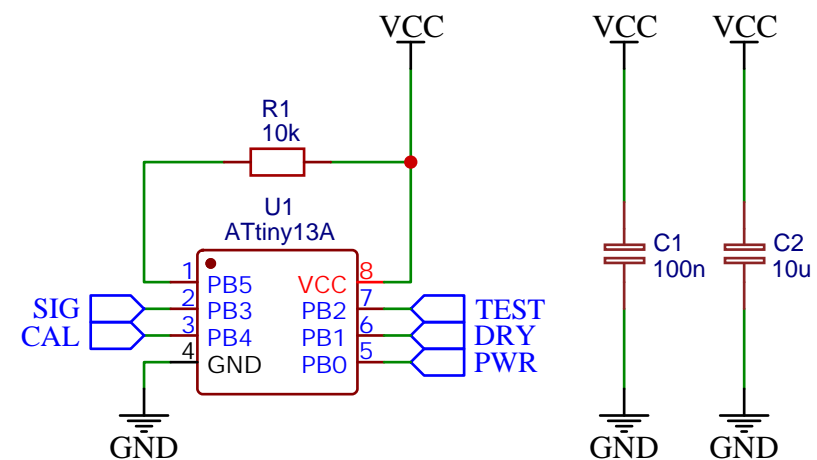 VCC VCC VCC
R1
10k
U1
ATtiny13A
1 PB5 VCC 8
SIG 2 PB3 PB2 7 TEST
CAL 3 PB4 PB1 6 DRY
4 GND PB0 5 PWR
C1
100n
C2
10u
GND GND GND